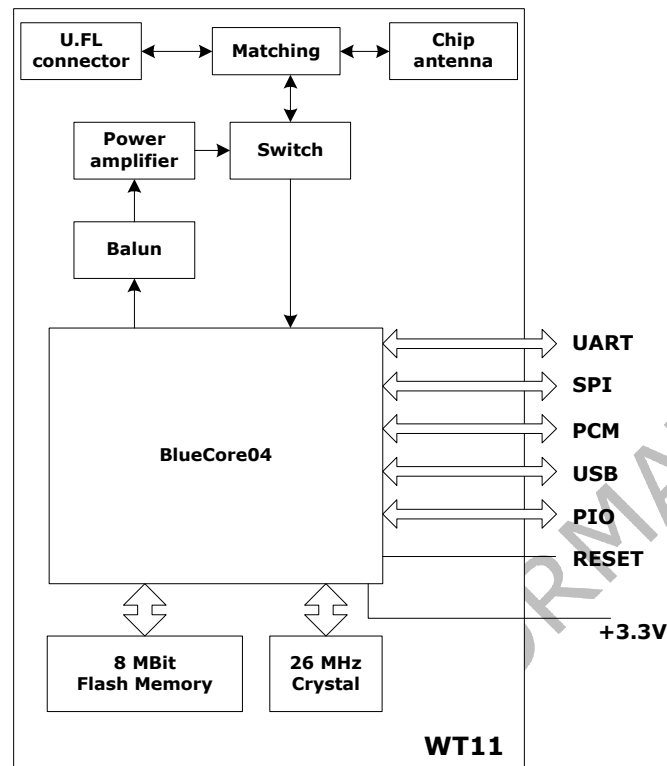 U.FL
connector
Matching
Chip
antenna
Power
amplifier
Switch
Balun
BlueCore04
UART
SPI
PCM
USB
PIO
RESET
+3.3V
8 MBit
Flash Memory
26 MHz
Crystal
WT11